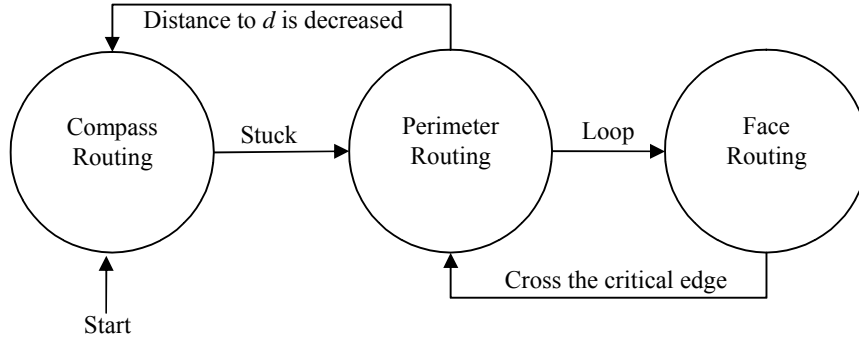 Distance to d is decreased
Compass
Routing
Stuck
Perimeter
Routing
Loop
Face
Routing
Cross the critical edge
Start